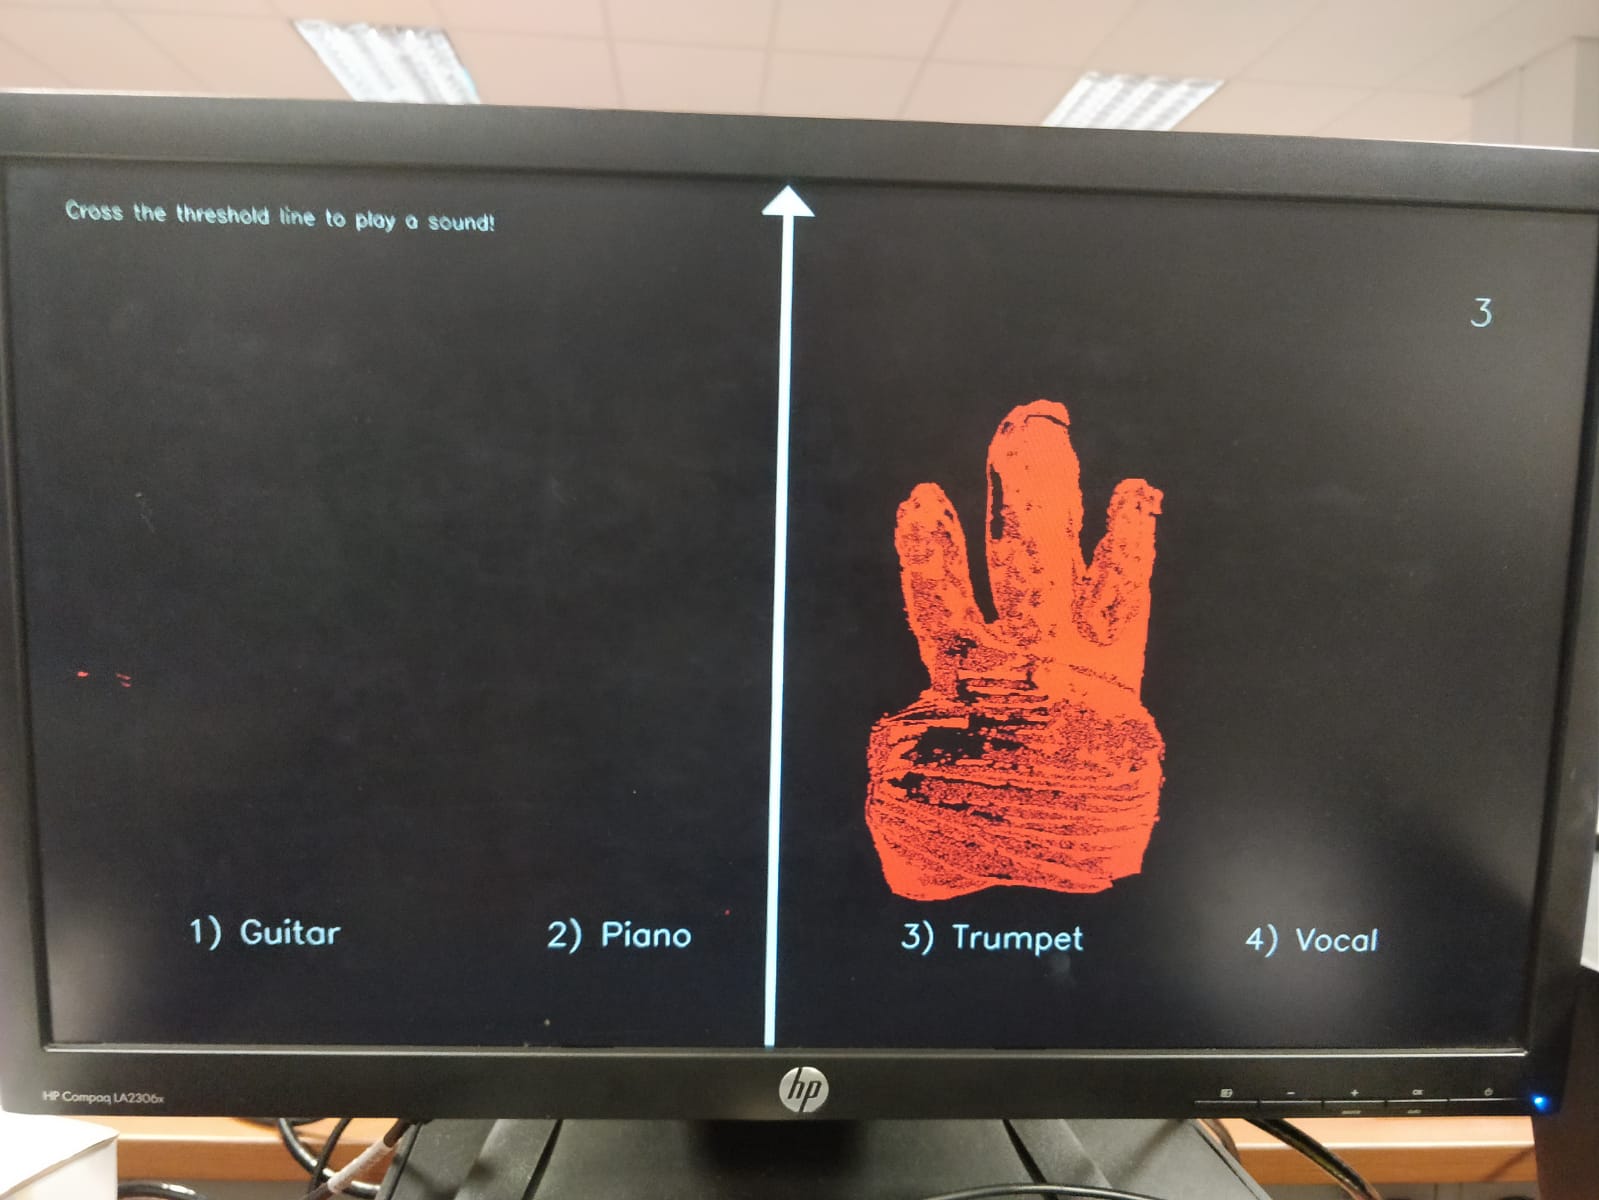 Cross the threshold line to play a sound!
3
1) Guitar 2) Piano 3) Trumpet 4) Vocal
hp
HP Compaq LA2306x